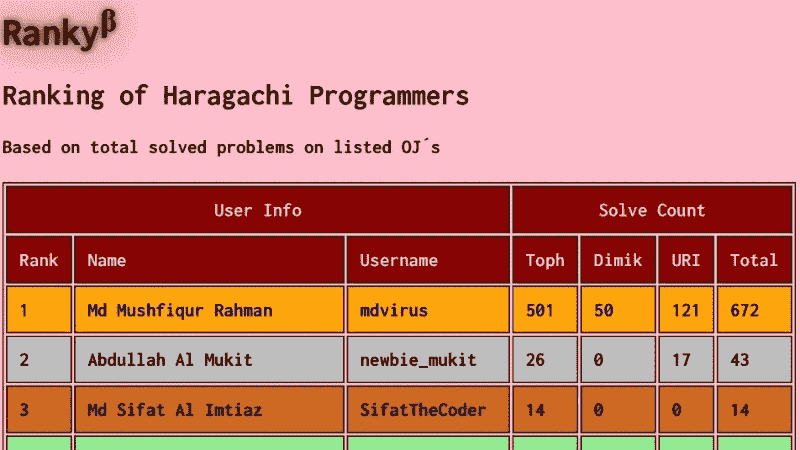 Rankyβ
Ranking of Haragachi Programmers
Based on total solved problems on listed OJ´s
User Info Solve Count
Rank Name Username Toph Dimik URI Total
1 Md Mushfiqur Rahman mdvirus 501 50 121 672
2 Abdullah Al Mukit newbie_mukit 26 0 17 43
3 Md Sifat Al Imtiaz SifatTheCoder 14 0 0 14